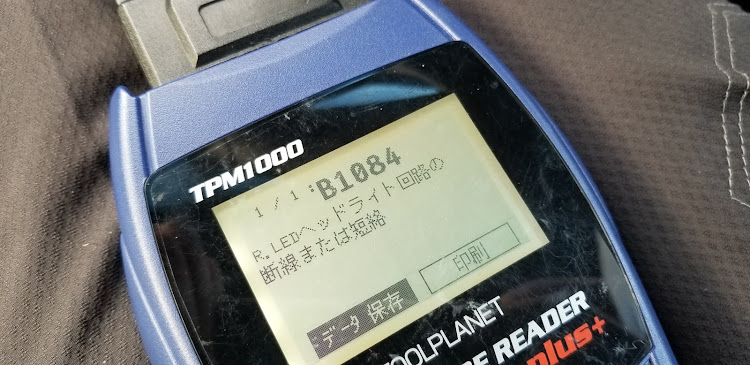 TPM1000
1 / 1 :B1084
R.LEDヘッドライト回路の
断線または短絡
:データ 保存
印刷
TOOLPLANET
READER
plus+